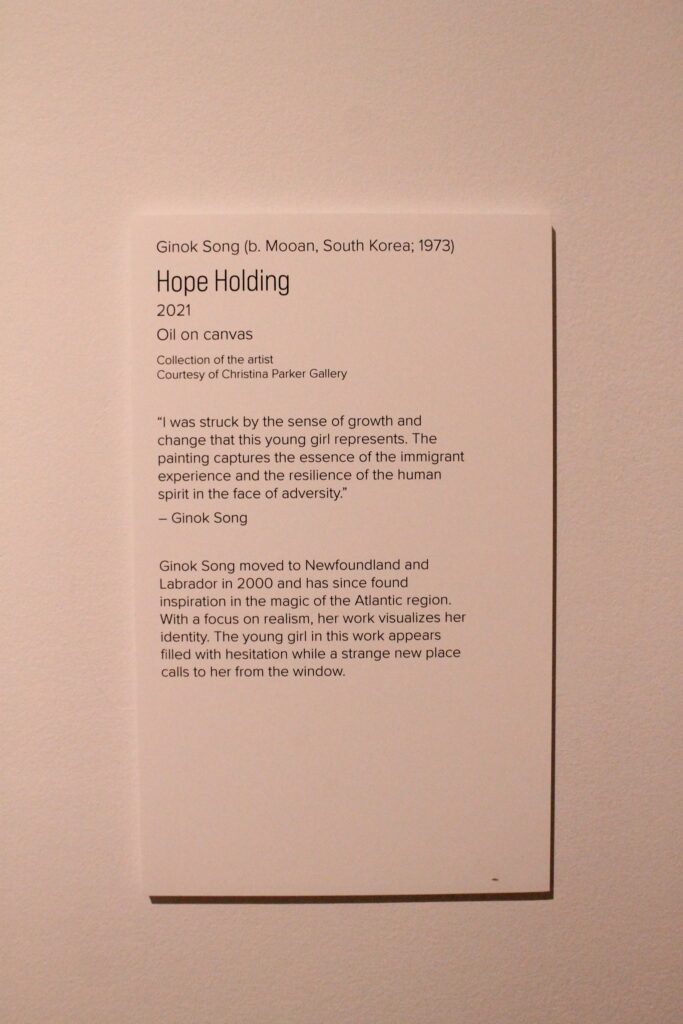 Ginok Song (b. Mooan, South Korea; 1973)
Hope Holding
2021
Oil on canvas
Collection of the artist
Courtesy of Christina Parker Gallery
“I was struck by the sense of growth and
change that this young girl represents. The
painting captures the essence of the immigrant
experience and the resilience of the human
spirit in the face of adversity.”
– Ginok Song
Ginok Song moved to Newfoundland and
Labrador in 2000 and has since found
inspiration in the magic of the Atlantic region.
With a focus on realism, her work visualizes her
identity. The young girl in this work appears
filled with hesitation while a strange new place
calls to her from the window.